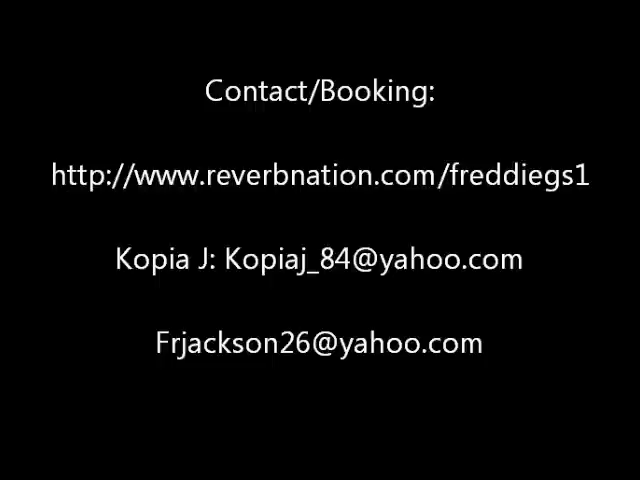 Contact/Booking:
http://www.reverbnation.com/freddiegs1
Kopia J: Kopiaj_84@yahoo.com
Frjackson26@yahoo.com